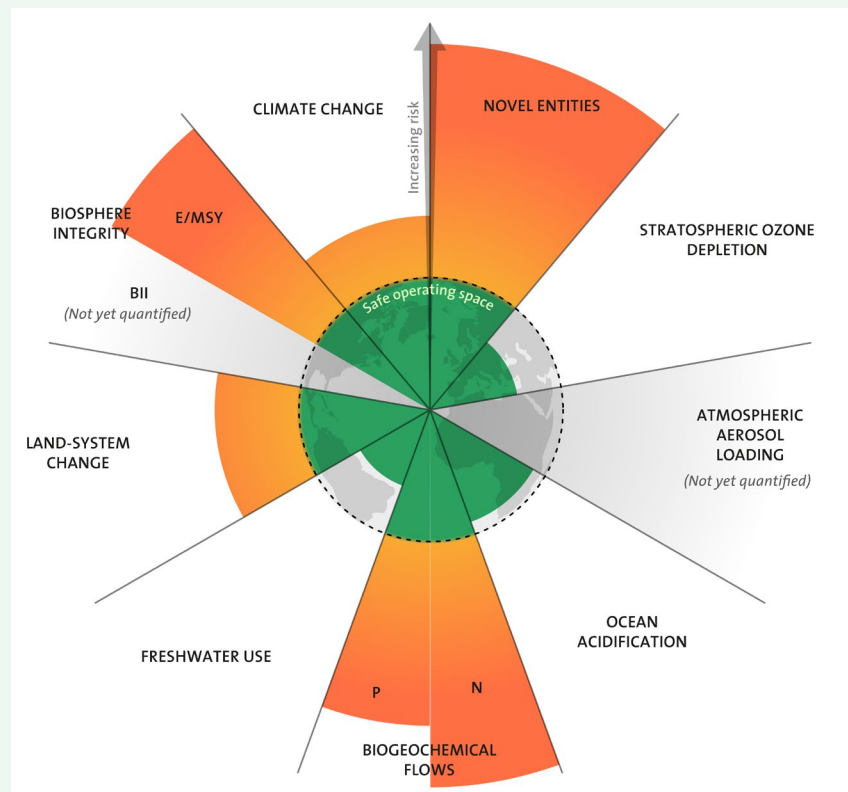 CLIMATE CHANGE
Increasing risk
NOVEL ENTITIES
STRATOSPHERIC OZONE
DEPLETION
ATMOSPHERIC
AEROSOL
LOADING
(Not yet quantified)
OCEAN
ACIDIFICATION
N
P
BIOGEOCHEMICAL
FLOWS
FRESHWATER USE
LAND-SYSTEM
CHANGE
BII
(Not yet quantified)
BIOSPHERE
INTEGRITY
E/MSY
Safe operating space